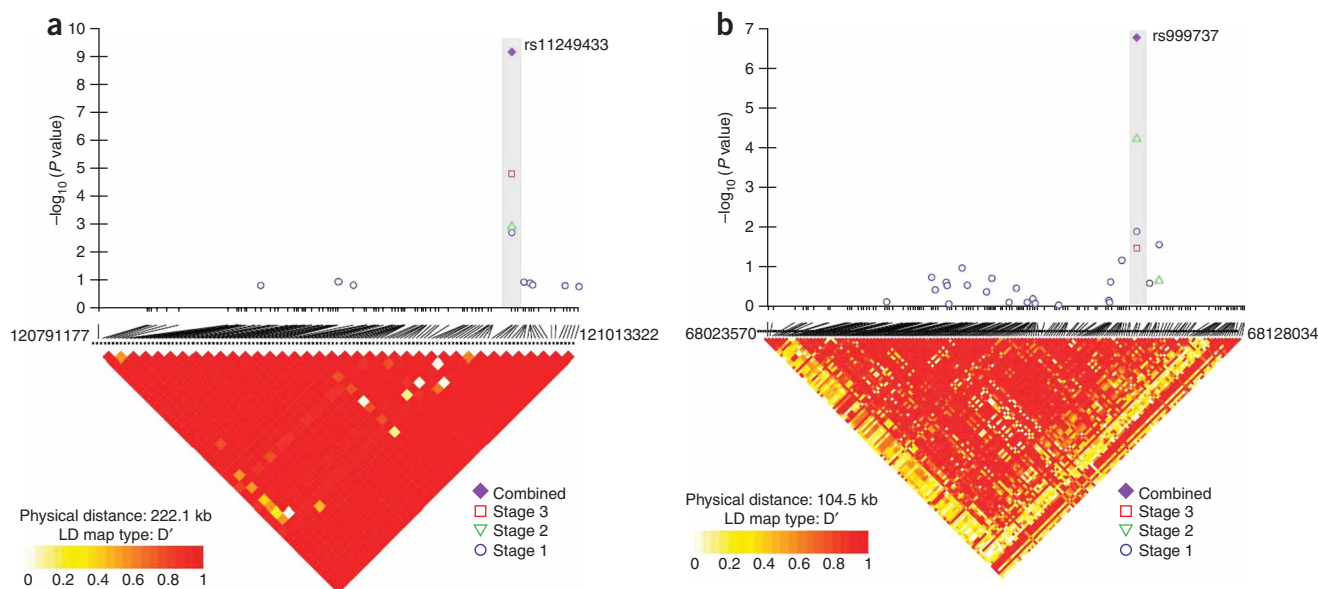 a
10
9
8
7
6
5
4
3
2
1
0
–log10 (P value)
rs11249433
120791177
121013322
Physical distance: 222.1 kb
LD map type: D′
0 0.2 0.4 0.6 0.8 1
Combined
Stage 3
Stage 2
Stage 1
b
7
6
5
4
3
2
1
0
–log10 (P value)
rs999737
68023570
68128034
Physical distance: 104.5 kb
LD map type: D′
0 0.2 0.4 0.6 0.8 1
Combined
Stage 3
Stage 2
Stage 1